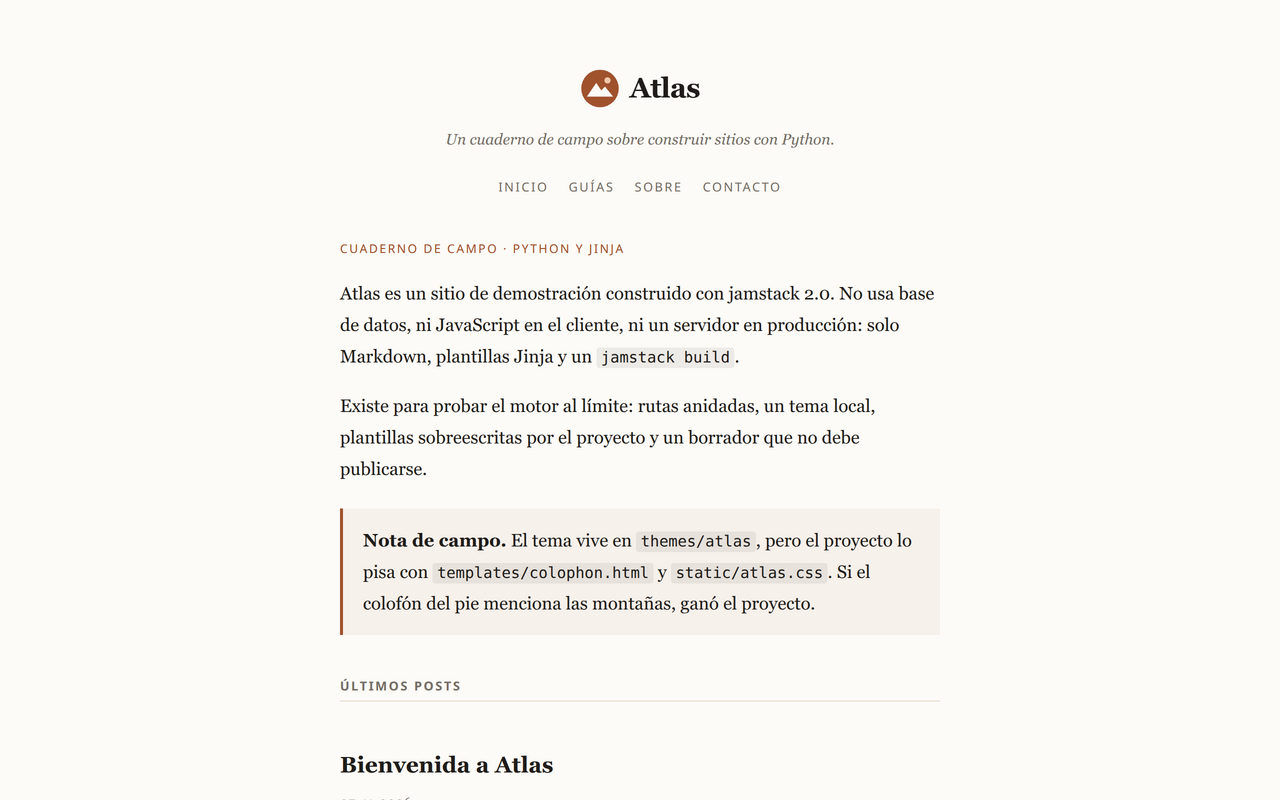 Atlas
Un cuaderno de campo sobre construir sitios con Python.
INICIO GUÍAS SOBRE CONTACTO
CUADERNO DE CAMPO · PYTHON Y JINJA
Atlas es un sitio de demostración construido con jamstack 2.0. No usa base
de datos, ni JavaScript en el cliente, ni un servidor en producción: solo
Markdown, plantillas Jinja y un jamstack build.
Existe para probar el motor al límite: rutas anidadas, un tema local,
plantillas sobreescritas por el proyecto y un borrador que no debe
publicarse.
Nota de campo. El tema vive en themes/atlas, pero el proyecto lo
pisa con templates/colophon.html y static/atlas.css. Si el
colofón del pie menciona las montañas, ganó el proyecto.
ÚLTIMOS POSTS
Bienvenida a Atlas